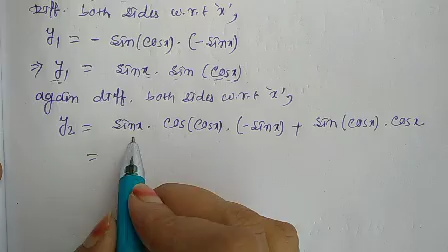 Diff. both sides w.r.t 'x',
y₁ = - sin(cosx) · (-sinx)
⇒ y₁ = sinx · sin(cosx)
again diff. both sides w.r.t 'x',
y₂ = sinx · cos(cosx) · (-sinx) + sin(cosx) · cosx
=